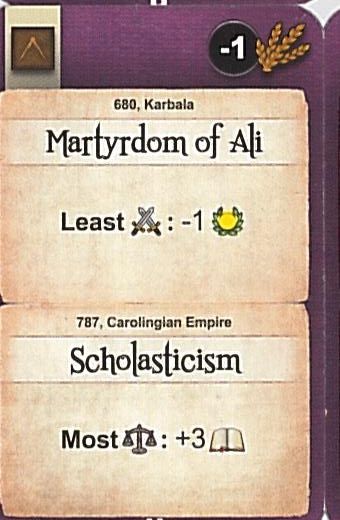 -1
680, Karbala
Martyrdom of Ali
Least : -1
787, Carolingian Empire
Scholasticism
Most : +3